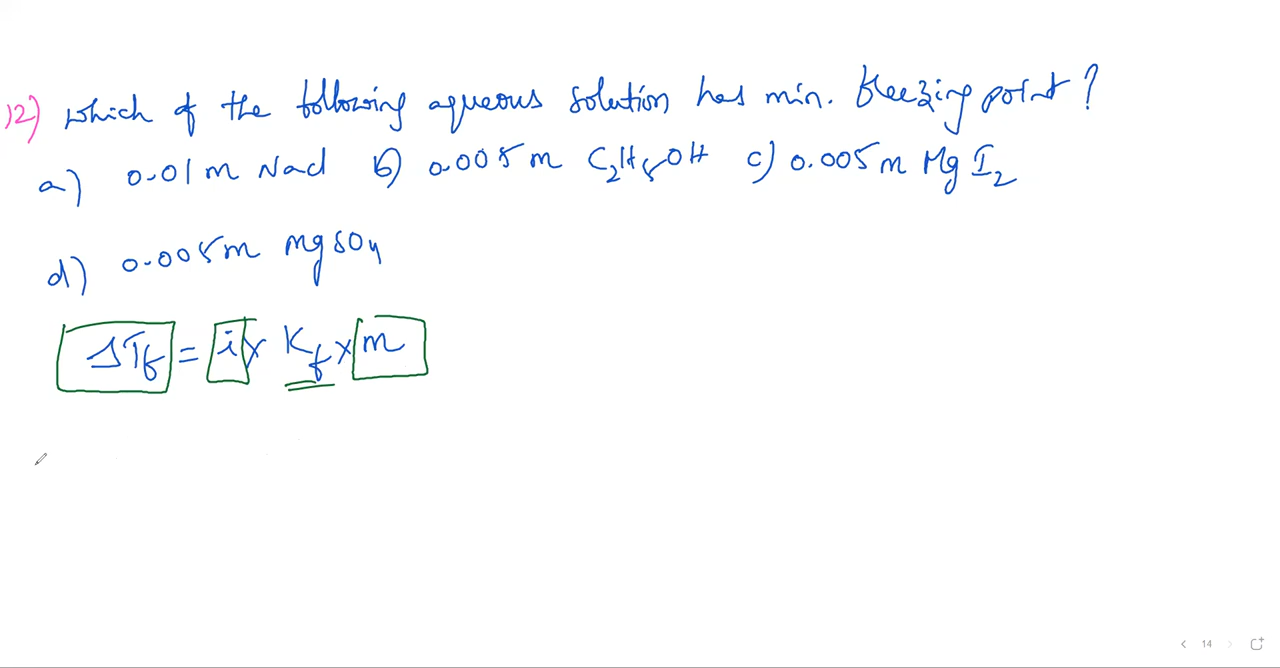 12) Which of the following aqueous solution has min. freezing point?
a) 0.01 m Nacl b) 0.005 m C₂H₅OH c) 0.005 m MgI₂
d) 0.005m mgSO₄
ΔTf = i x Kf x m
14